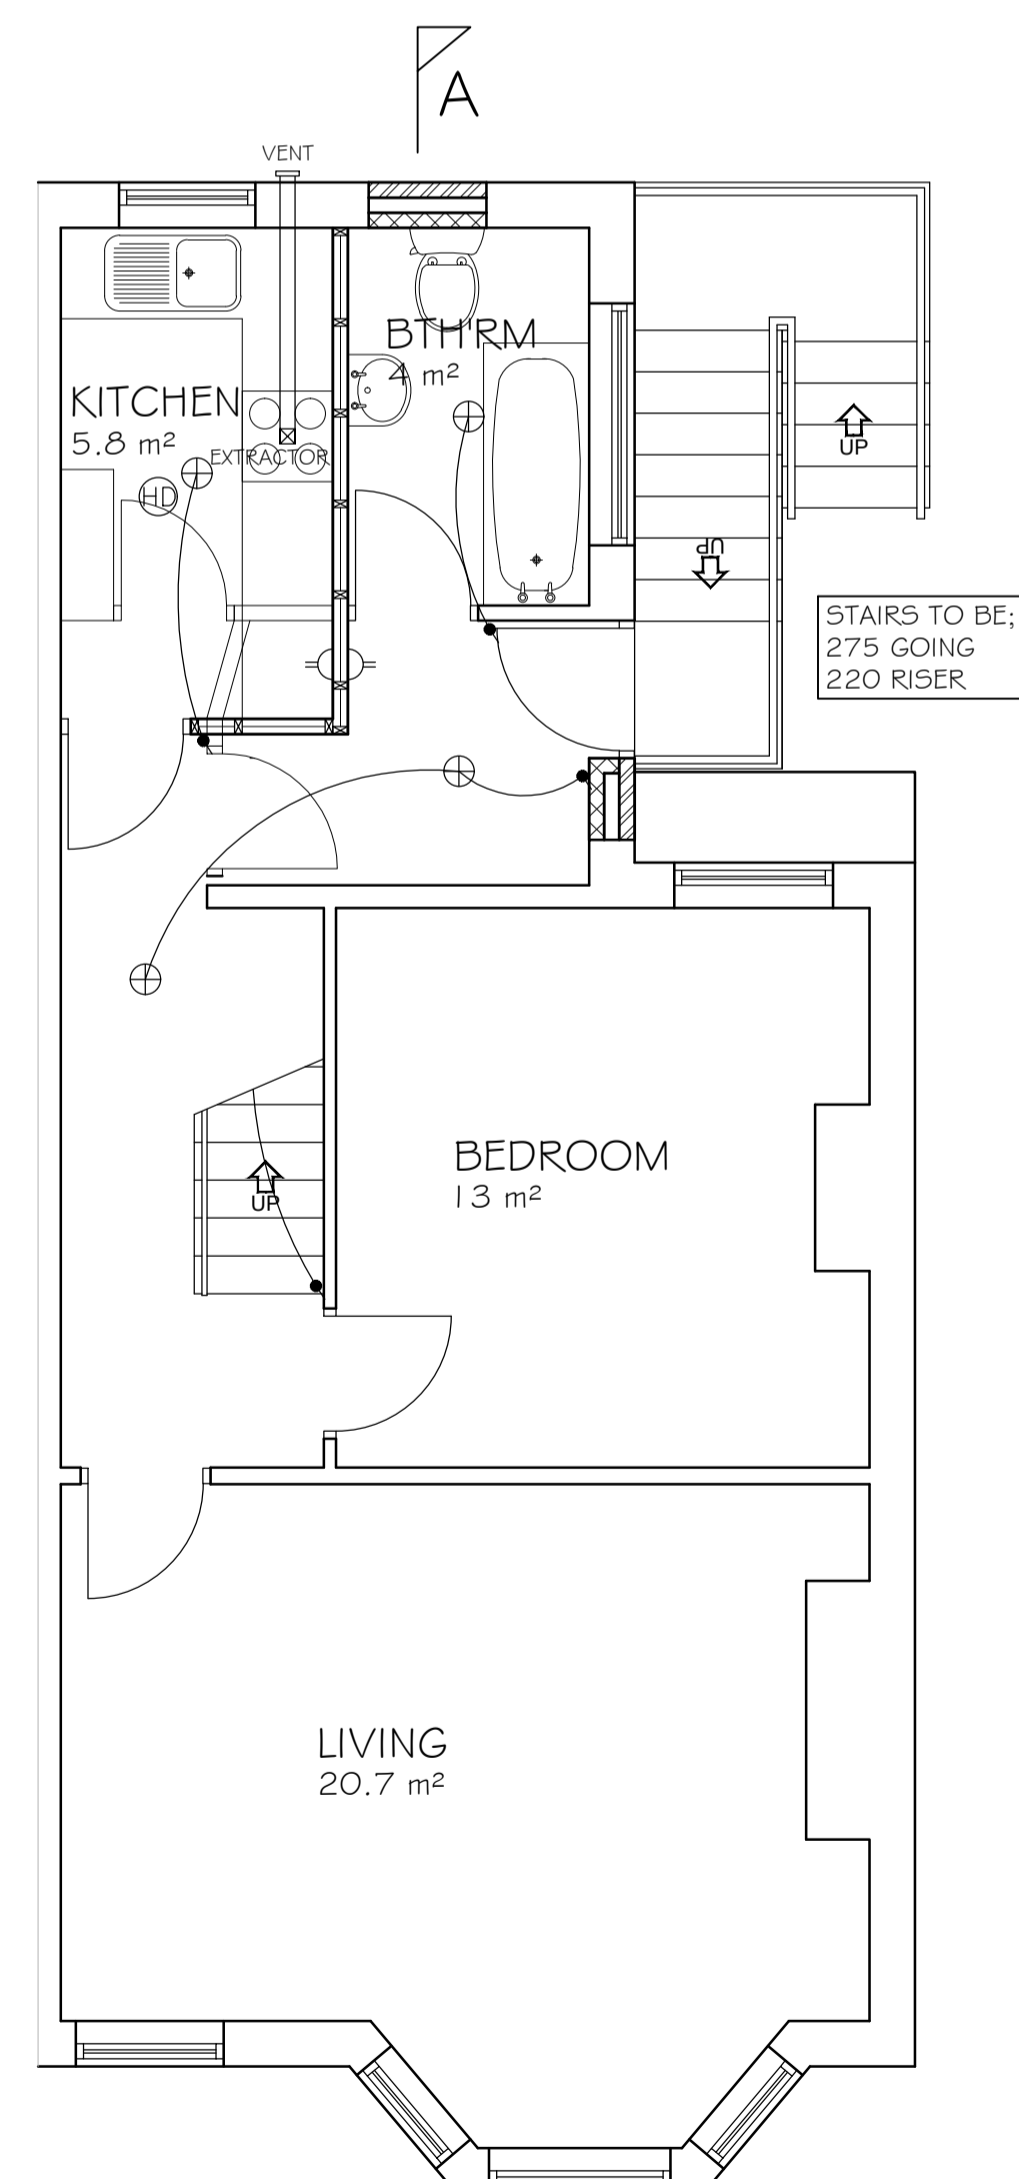 A
VENT
BTH'RM
4 m²
KITCHEN
5.8 m²
EXTRACTOR
HD
UP
UP
STAIRS TO BE;
275 GOING
220 RISER
BEDROOM
13 m²
UP
LIVING
20.7 m²